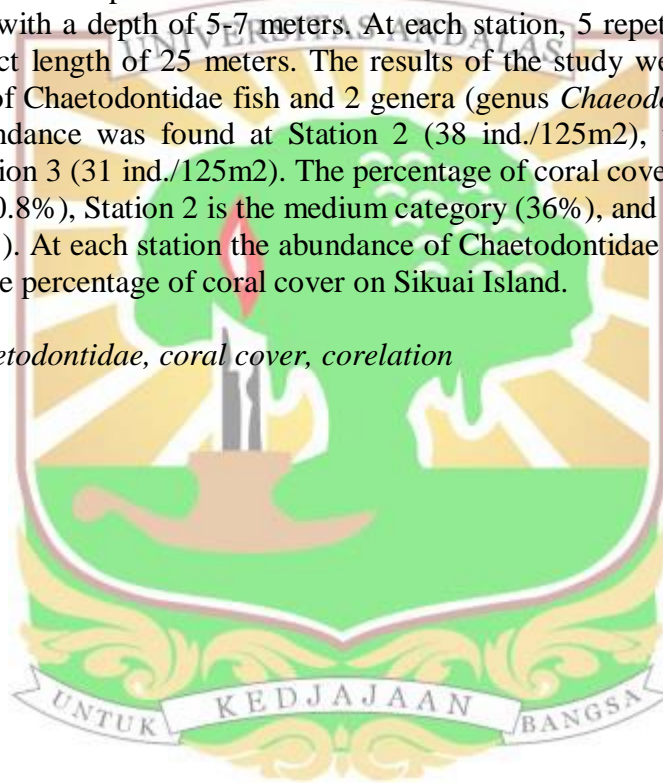 with a depth of 5-7 meters. At each station, 5 repet
UNIVERSITAS ANDALAS
ct length of 25 meters. The results of the study we
of Chaetodontidae fish and 2 genera (genus Chaeodo
ndance was found at Station 2 (38 ind./125m2),
ion 3 (31 ind./125m2). The percentage of coral cove
0.8%), Station 2 is the medium category (36%), and
). At each station the abundance of Chaetodontidae
e percentage of coral cover on Sikuai Island.
etodontidae, coral cover, corelation
UNTUK KEDJAJAAN BANGSA